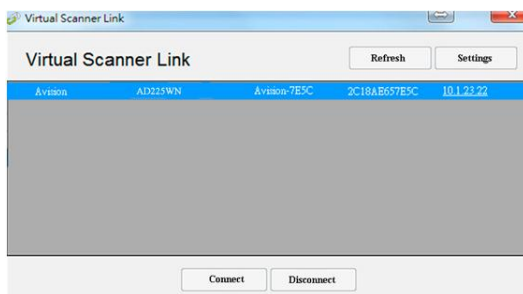 Virtual Scanner Link
Virtual Scanner Link Refresh Settings
Avision AD225WN Avision-7E5C 2C18AE657E5C 10.1.23.22
Connect Disconnect